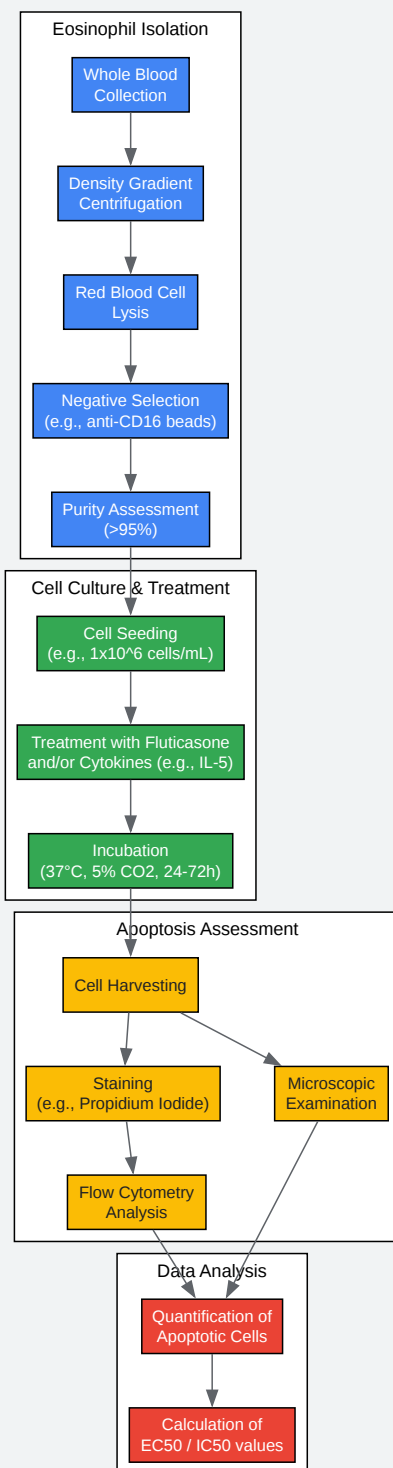 Eosinophil Isolation
Whole Blood
Collection
Density Gradient
Centrifugation
Red Blood Cell
Lysis
Negative Selection
(e.g., anti-CD16 beads)
Purity Assessment
(>95%)
Cell Culture & Treatment
Cell Seeding
(e.g., 1x10^6 cells/mL)
Treatment with Fluticasone
and/or Cytokines (e.g., IL-5)
Incubation
(37°C, 5% CO2, 24-72h)
Apoptosis Assessment
Cell Harvesting
Staining
(e.g., Propidium Iodide)
Microscopic
Examination
Flow Cytometry
Analysis
Data Analysis
Quantification of
Apoptotic Cells
Calculation of
EC50 / IC50 values